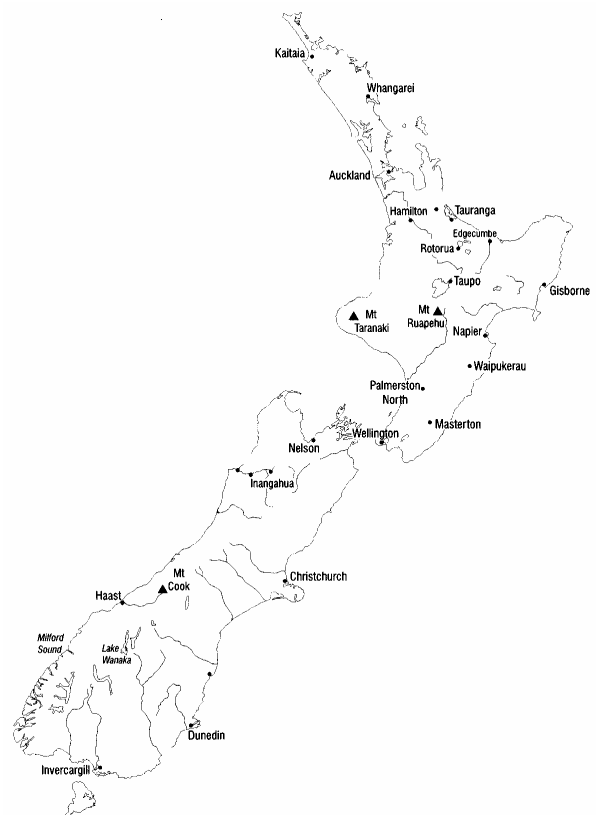 Kaitaia
Whangarei
Auckland
Hamilton
Tauranga
Edgecumbe
Rotorua
Taupo
Gisborne
Mt
Taranaki
Mt
Ruapehu
Napier
Waipukerau
Palmerston
North
Masterton
Wellington
Nelson
Inangahua
Christchurch
Mt
Cook
Haast
Milford
Sound
Lake
Wanaka
Dunedin
Invercargill